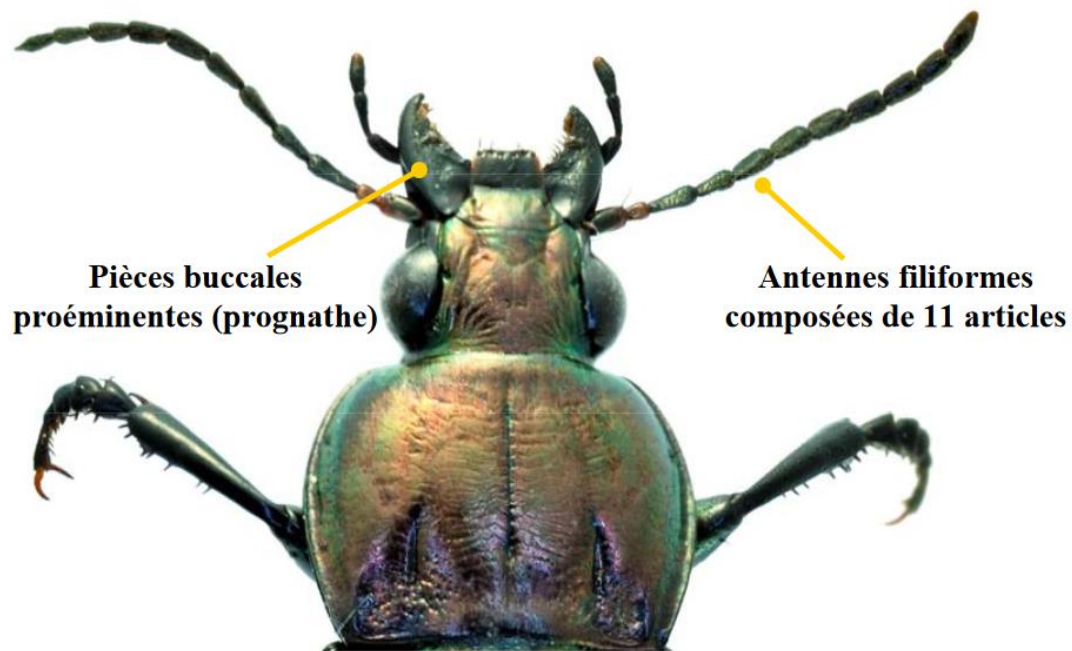 Pièces buccales
proéminentes (prognathe)
Antennes filiformes
composées de 11 articles